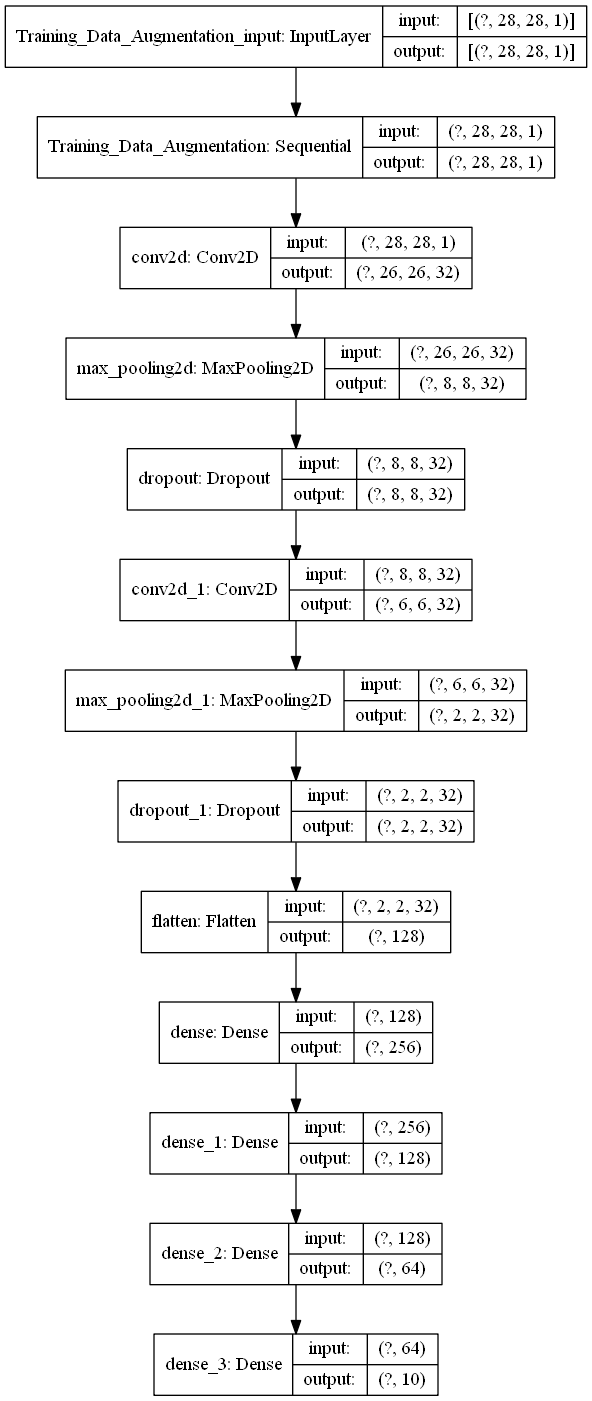 Training_Data_Augmentation_input: InputLayer
input: [(?, 28, 28, 1)]
output: [(?, 28, 28, 1)]
Training_Data_Augmentation: Sequential
input: (?, 28, 28, 1)
output: (?, 28, 28, 1)
conv2d: Conv2D
input: (?, 28, 28, 1)
output: (?, 26, 26, 32)
max_pooling2d: MaxPooling2D
input: (?, 26, 26, 32)
output: (?, 8, 8, 32)
dropout: Dropout
input: (?, 8, 8, 32)
output: (?, 8, 8, 32)
conv2d_1: Conv2D
input: (?, 8, 8, 32)
output: (?, 6, 6, 32)
max_pooling2d_1: MaxPooling2D
input: (?, 6, 6, 32)
output: (?, 2, 2, 32)
dropout_1: Dropout
input: (?, 2, 2, 32)
output: (?, 2, 2, 32)
flatten: Flatten
input: (?, 2, 2, 32)
output: (?, 128)
dense: Dense
input: (?, 128)
output: (?, 256)
dense_1: Dense
input: (?, 256)
output: (?, 128)
dense_2: Dense
input: (?, 128)
output: (?, 64)
dense_3: Dense
input: (?, 64)
output: (?, 10)